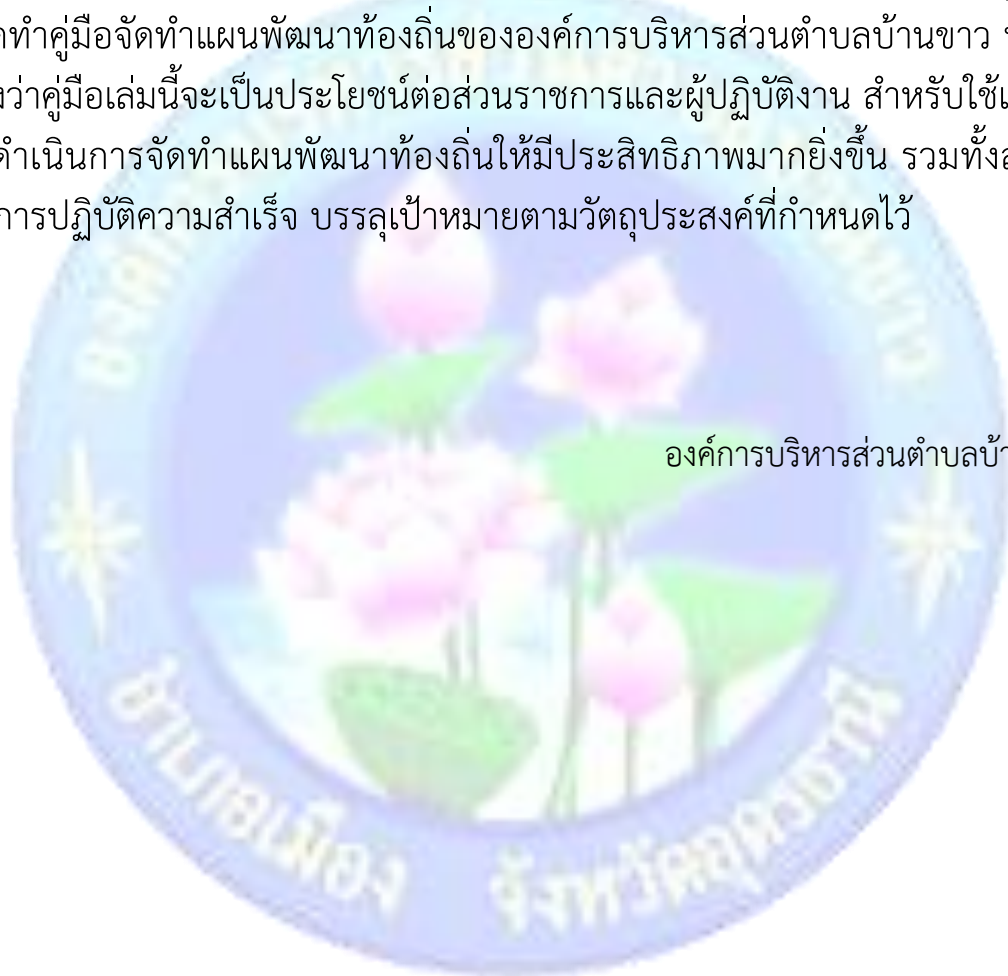 ทำคู่มือจัดทำแผนพัฒนาท้องถิ่นขององค์การบริหารส่วนตำบลบ้านขาว
ว่าคู่มือเล่มนี้จะเป็นประโยชน์ต่อส่วนราชการและผู้ปฏิบัติงาน สำหรับใช้
ดำเนินการจัดทำแผนพัฒนาท้องถิ่นให้มีประสิทธิภาพมากยิ่งขึ้น รวมทั้ง
การปฏิบัติความสำเร็จ บรรลุเป้าหมายตามวัตถุประสงค์ที่กำหนดไว้
องค์การบริหารส่วนตำบล
อำเภอเมือง จังหวัดอุดรธานี